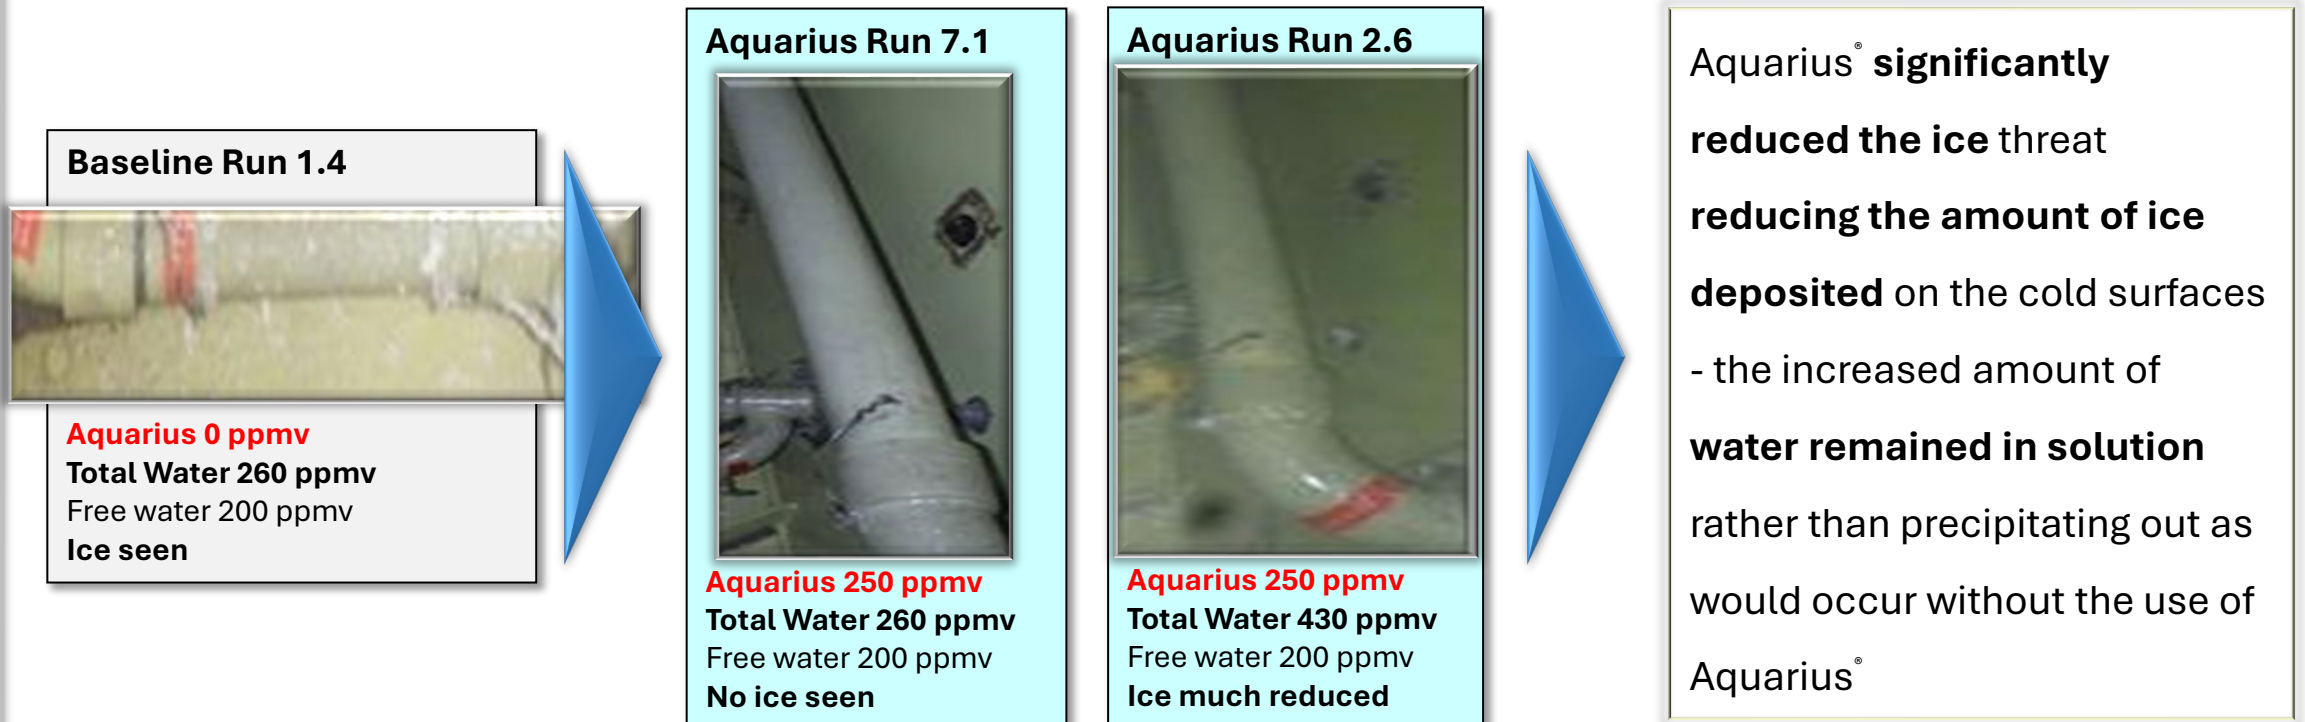 Baseline Run 1.4
Aquarius 0 ppmv
Total Water 260 ppmv
Free water 200 ppmv
Ice seen
Aquarius Run 7.1
Aquarius 250 ppmv
Total Water 260 ppmv
Free water 200 ppmv
No ice seen
Aquarius Run 2.6
Aquarius 250 ppmv
Total Water 430 ppmv
Free water 200 ppmv
Ice much reduced
Aquarius® significantly
reduced the ice threat
reducing the amount of ice
deposited on the cold surfaces
- the increased amount of
water remained in solution
rather than precipitating out as
would occur without the use of
Aquarius®